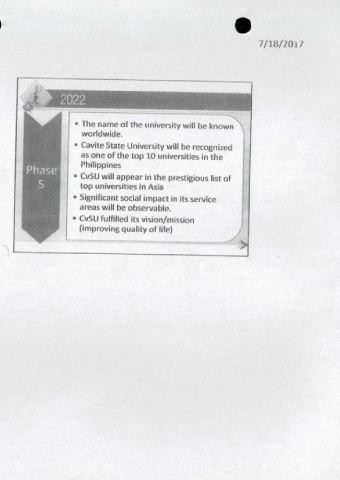 7/18/2017
2022
• The name of the university will be known
worldwide.
• Cavite State University will be recognized
as one of the top 10 universities in the
Philippines
• CvSU will appear in the prestigious list of
top universities in Asia
• Significant social impact in its service
areas will be observable.
• CvSU fulfilled its vision/mission
(improving quality of life)
Phase
5